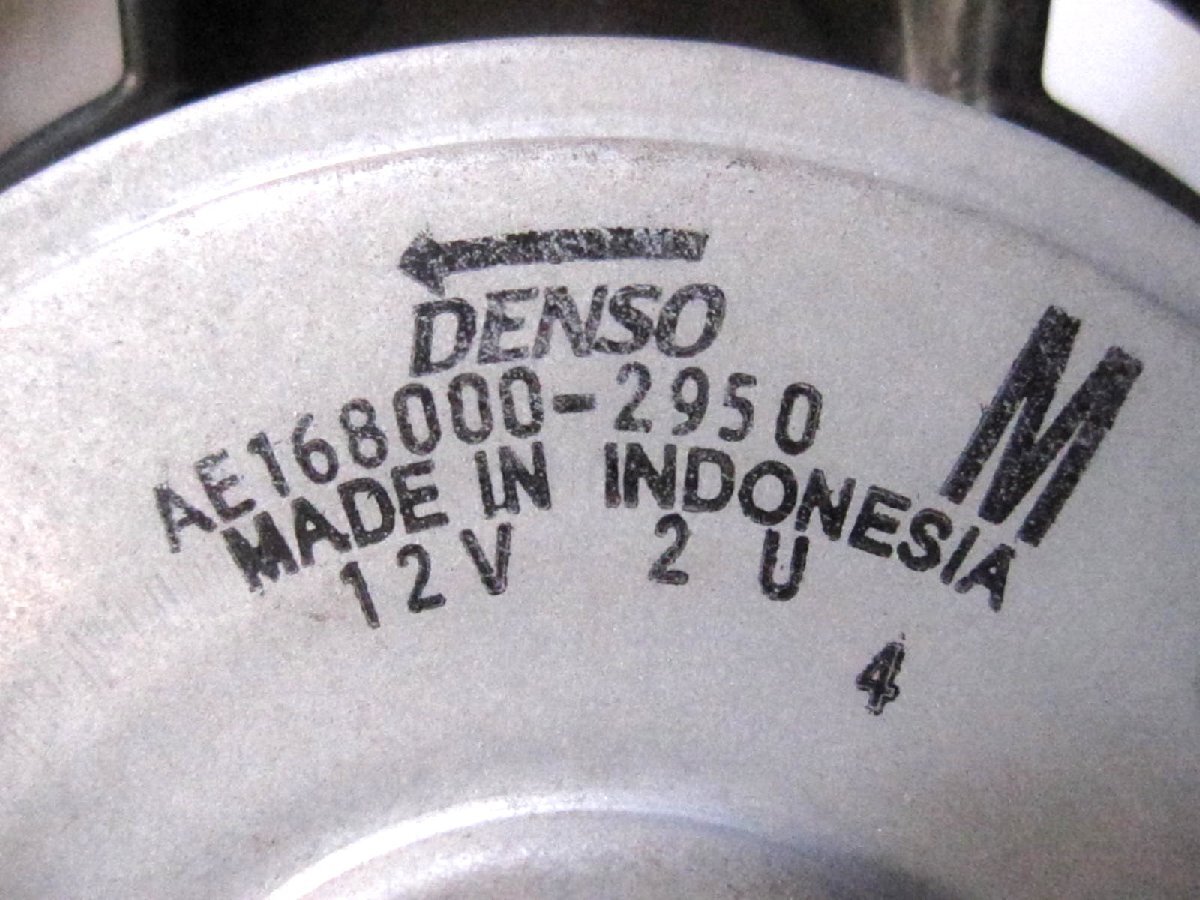 DENSO
AE168000-2950
MADE IN INDONESIA
12V 2 U
M
4